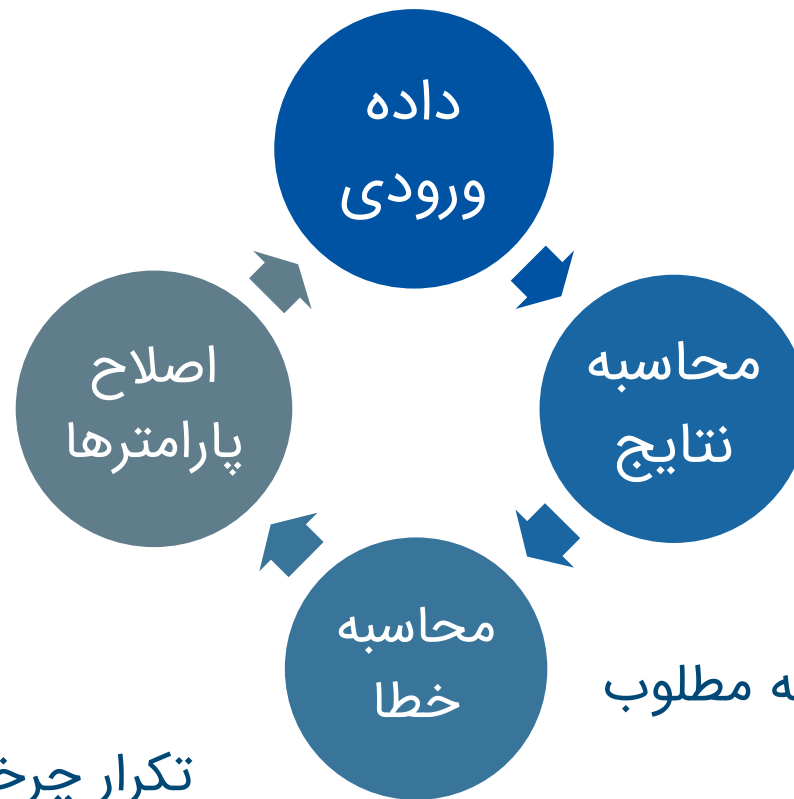 داده
ورودی
محاسبه
نتایج
محاسبه
خطا
اصلاح
پارامترها
مطلوب
تکرار